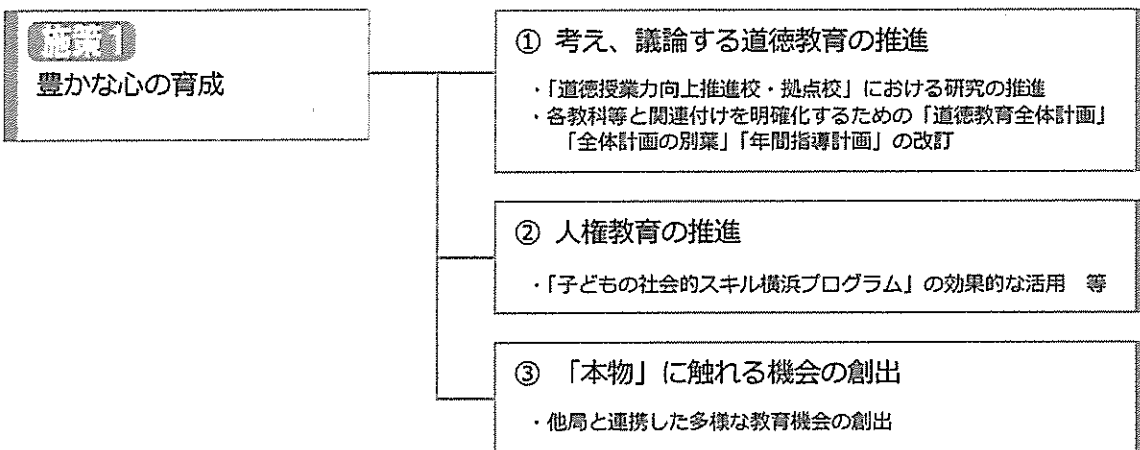 施策1
豊かな心の育成
① 考え、議論する道徳教育の推進
・「道徳授業力向上推進校・拠点校」における研究の推進
・各教科等と関連付けを明確化するための「道徳教育全体計画」
「全体計画の別葉」「年間指導計画」の改訂
② 人権教育の推進
・「子どもの社会的スキル横浜プログラム」の効果的な活用　等
③ 「本物」に触れる機会の創出
・他局と連携した多様な教育機会の創出